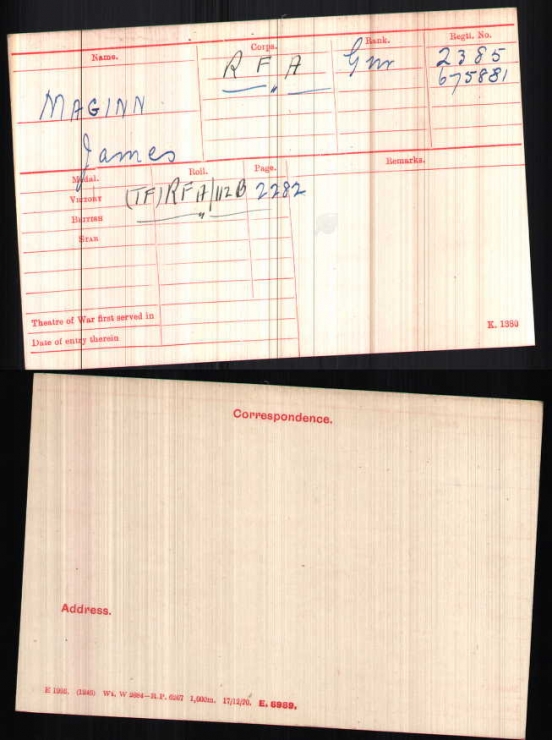 Name. Corps. Rank. Regtl. No.
R F A Gnr 2385
" 675881
MAGINN
James
Medal. Roll. Page. Remarks.
VICTORY (TF)RFA/112B 2282
BRITISH "
STAR
Theatre of War first served in
Date of entry therein
K. 1380
Correspondence.
Address.
E. 8989.